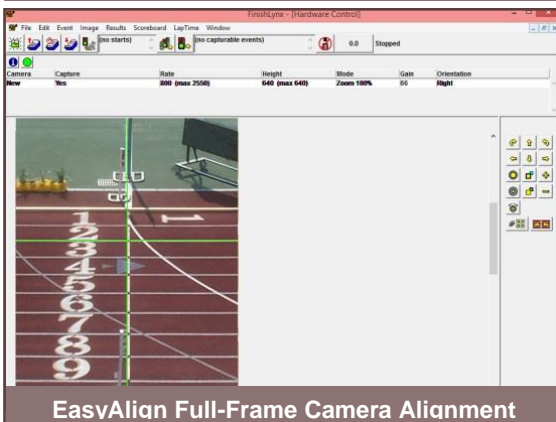 FinishLynx - [Hardware Control]
File Edit Event Image Results Scoreboard LapTime Window
(no starts) (no capturable events) 0.0 Stopped
Camera Capture Rate Height Mode Gain Orientation
New Yes 800 (max 2550) 640 (max 640) Zoom 100% 66 Right
1
1
2
3
4
5
6
7
8
9
EasyAlign Full-Frame Camera Alignment